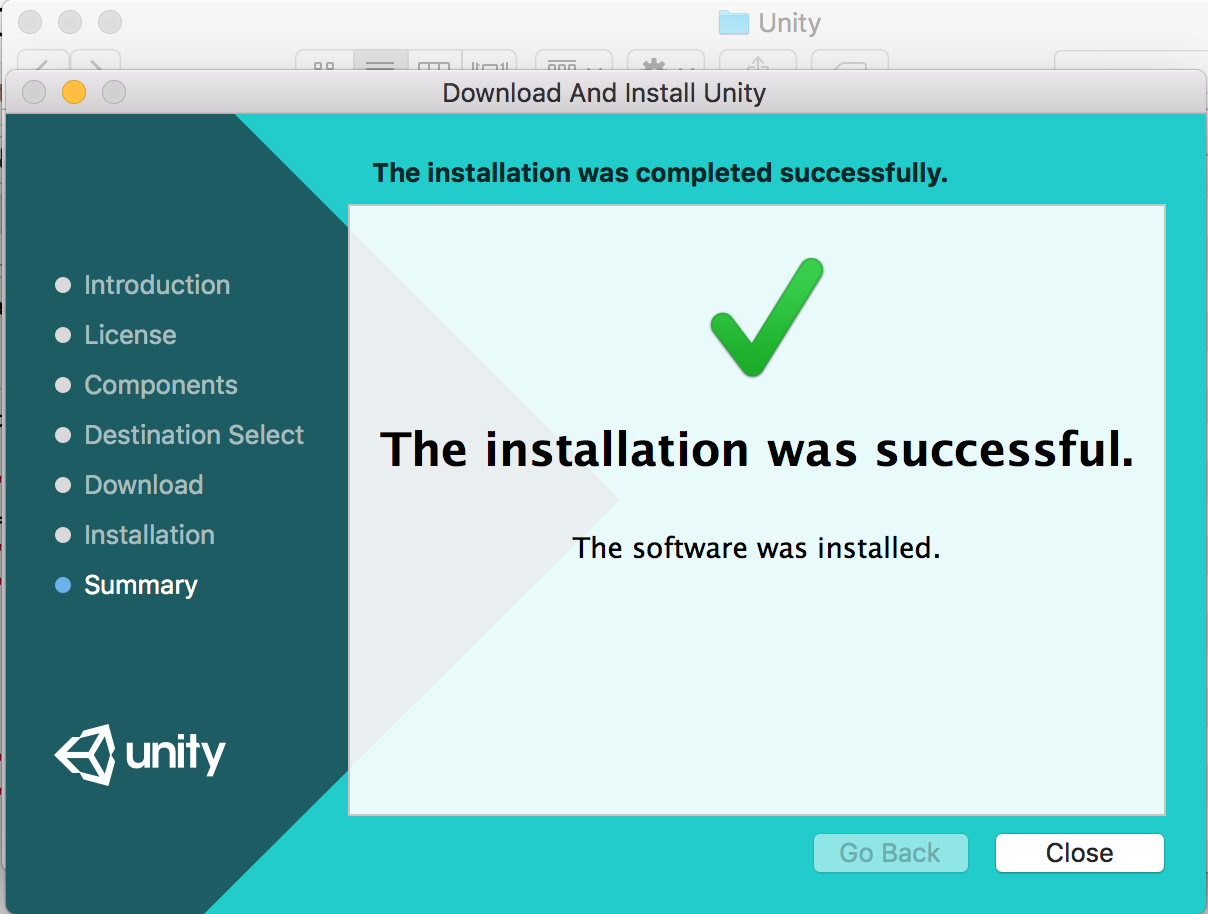 Unity
Download And Install Unity
The installation was completed successfully.
Introduction
License
Components
Destination Select
Download
Installation
Summary
The installation was successful.
The software was installed.
unity
Go Back
Close